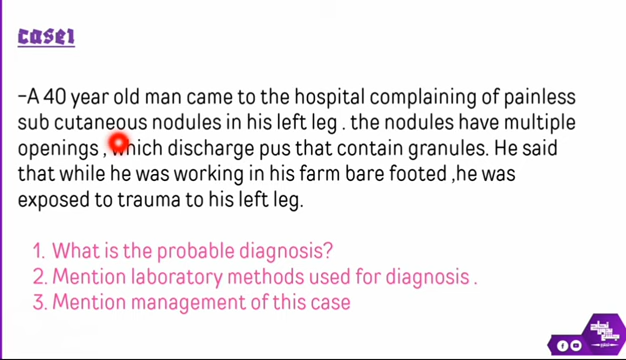 case1
-A 40 year old man came to the hospital complaining of painless
sub cutaneous nodules in his left leg . the nodules have multiple
openings , which discharge pus that contain granules. He said
that while he was working in his farm bare footed ,he was
exposed to trauma to his left leg.
1. What is the probable diagnosis?
2. Mention laboratory methods used for diagnosis .
3. Mention management of this case